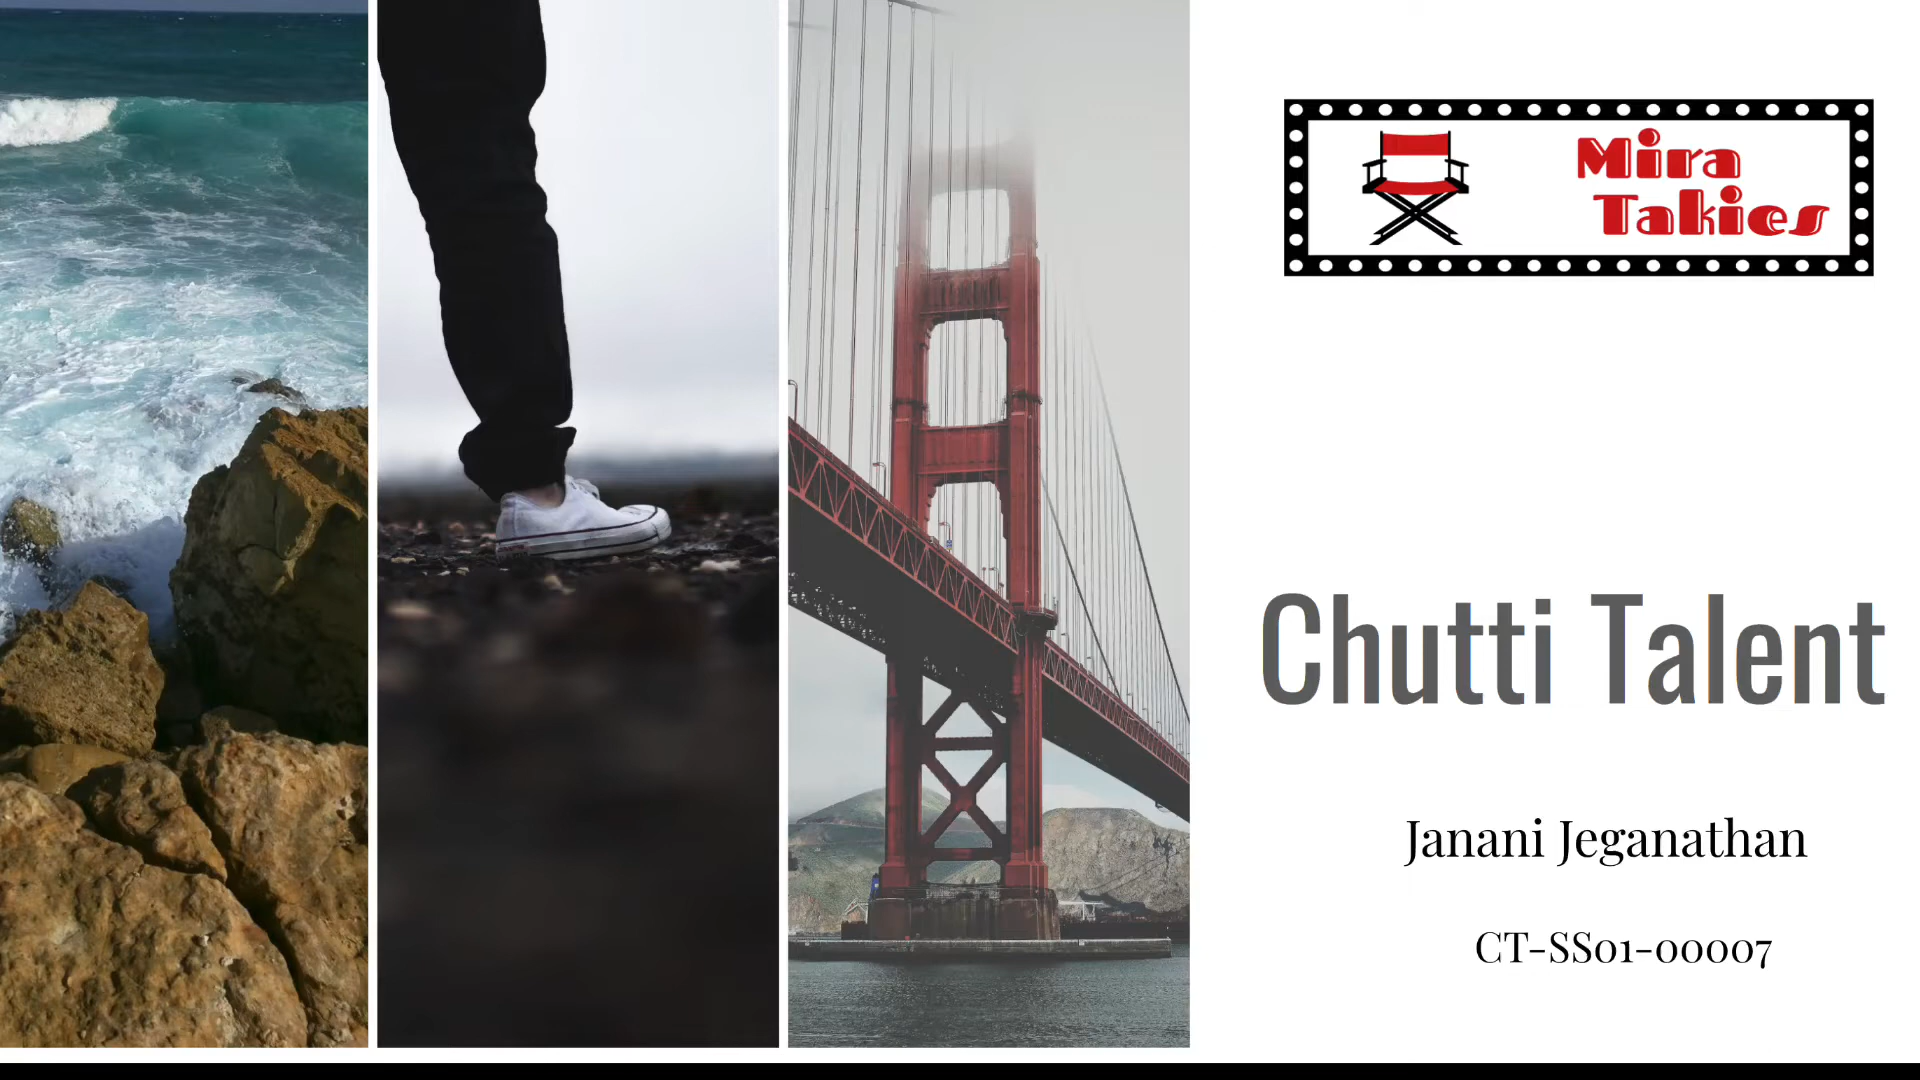 Mira
Takies
Chutti Talent
Janani Jeganathan
CT-SS01-00007